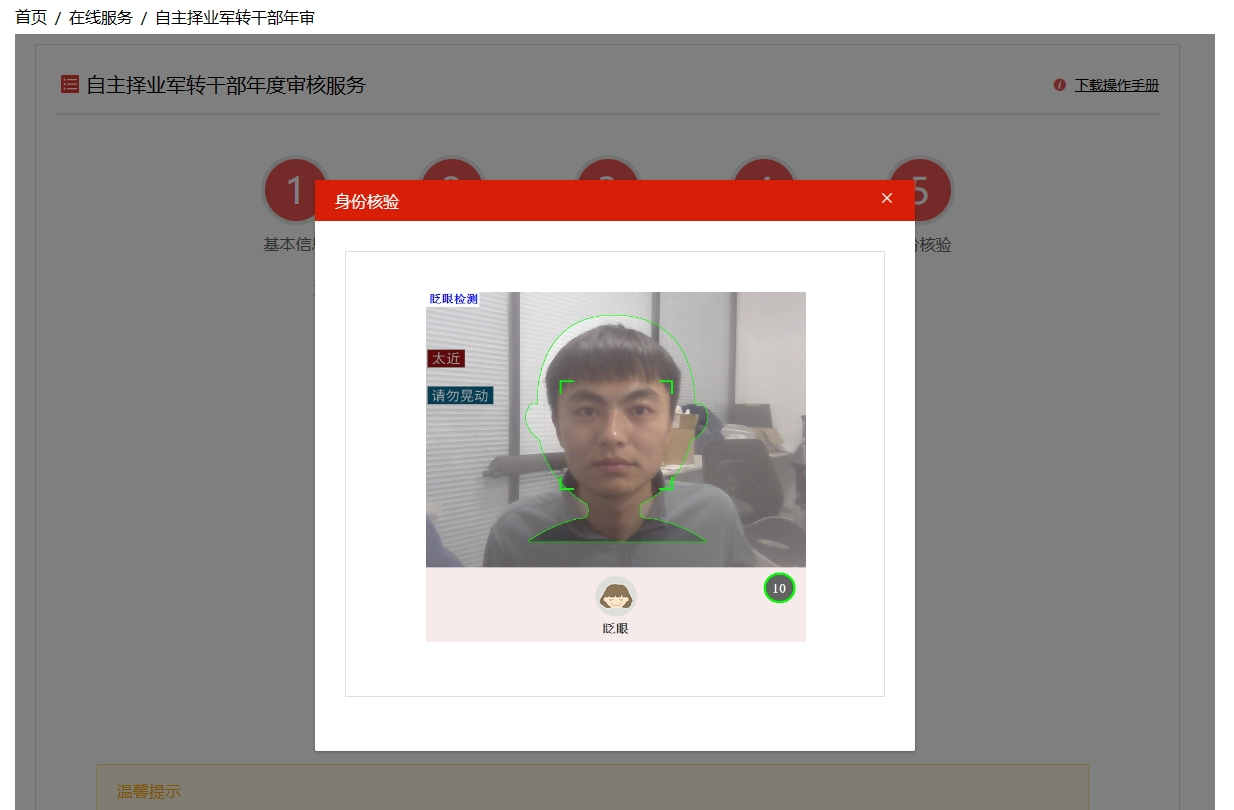 首页 / 在线服务 / 自主择业军转干部年审
自主择业军转干部年度审核服务
下载操作手册
1
5
基本信
份核验
身份核验
×
眨眼检测
太近
请勿晃动
10
眨眼
温馨提示